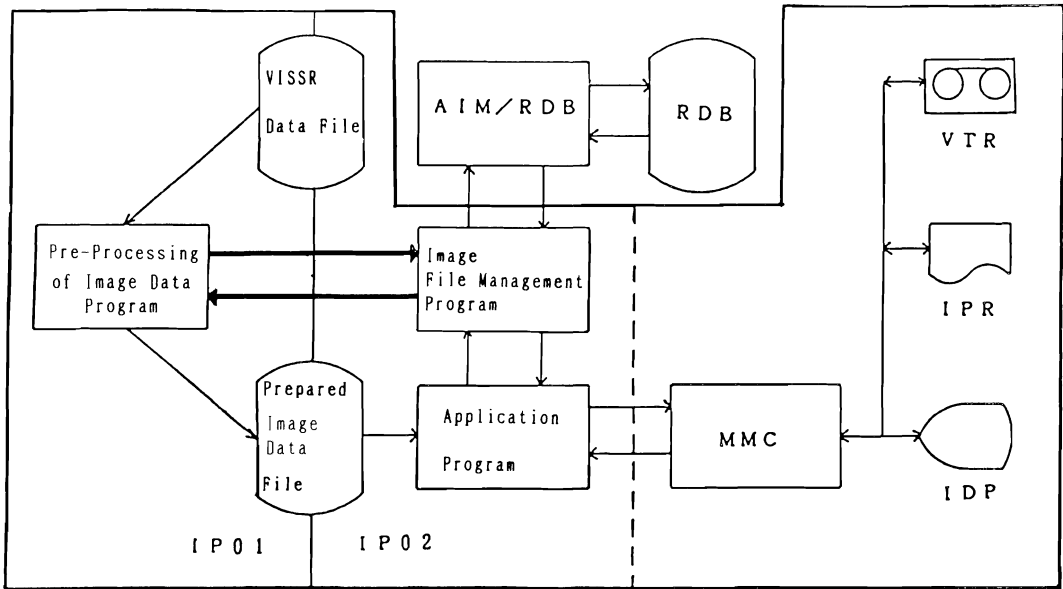 VISSR
Data File
AIM/RDB
RDB
VTR
Pre-Processing
of Image Data
Program
Image
File Management
Program
IPR
Prepared
Image
Data
File
Application
Program
MMC
IDP
IP01
IP02